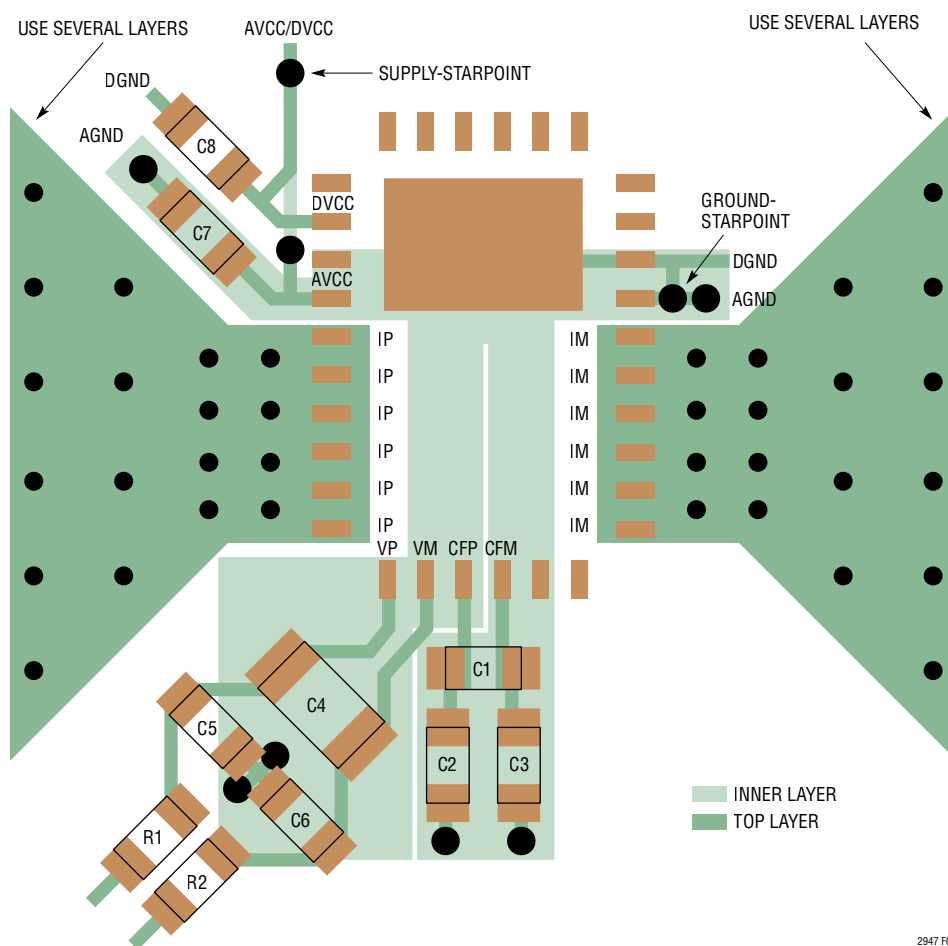 USE SEVERAL LAYERS
AVCC/DVCC
USE SEVERAL LAYERS
SUPPLY-STARPOINT
DGND
AGND
C8
C7
DVCC
AVCC
GROUND-
STARPOINT
DGND
AGND
IP
IM
IP
IM
IP
IM
IP
IM
IP
IM
IP
IM
VP
VM
CFP
CFM
C1
C4
C5
C2
C3
C6
R1
R2
INNER LAYER
TOP LAYER
2947